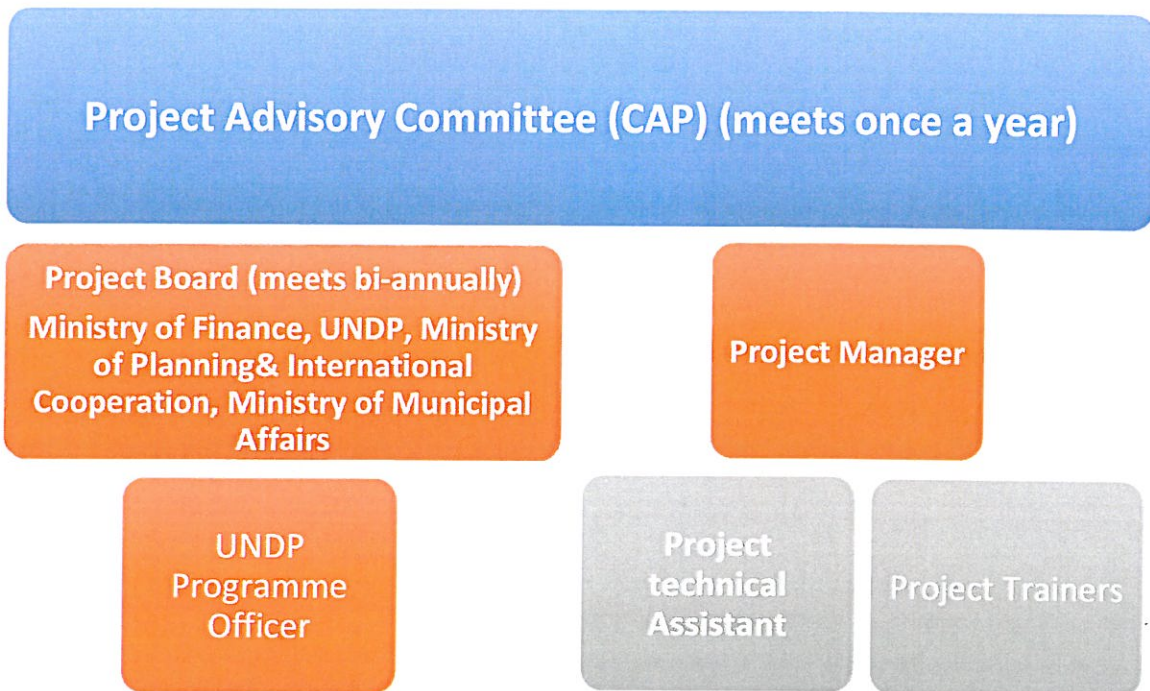 Project Advisory Committee (CAP) (meets once a year)
Project Board (meets bi-annually)
Ministry of Finance, UNDP, Ministry
of Planning& International
Cooperation, Ministry of Municipal
Affairs
Project Manager
UNDP
Programme
Officer
Project
technical
Assistant
Project Trainers